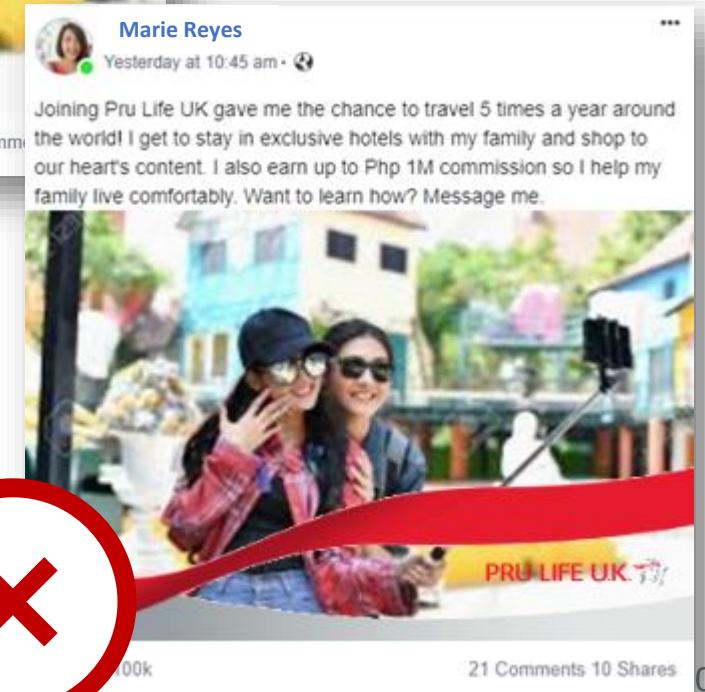 Marie Reyes
Yesterday at 10:45 am ·
Joining Pru Life UK gave me the chance to travel 5 times a year around
the world! I get to stay in exclusive hotels with my family and shop to
our heart's content. I also earn up to Php 1M commission so I help my
family live comfortably. Want to learn how? Message me.
PRU LIFE U.K.
00k
21 Comments 10 Shares